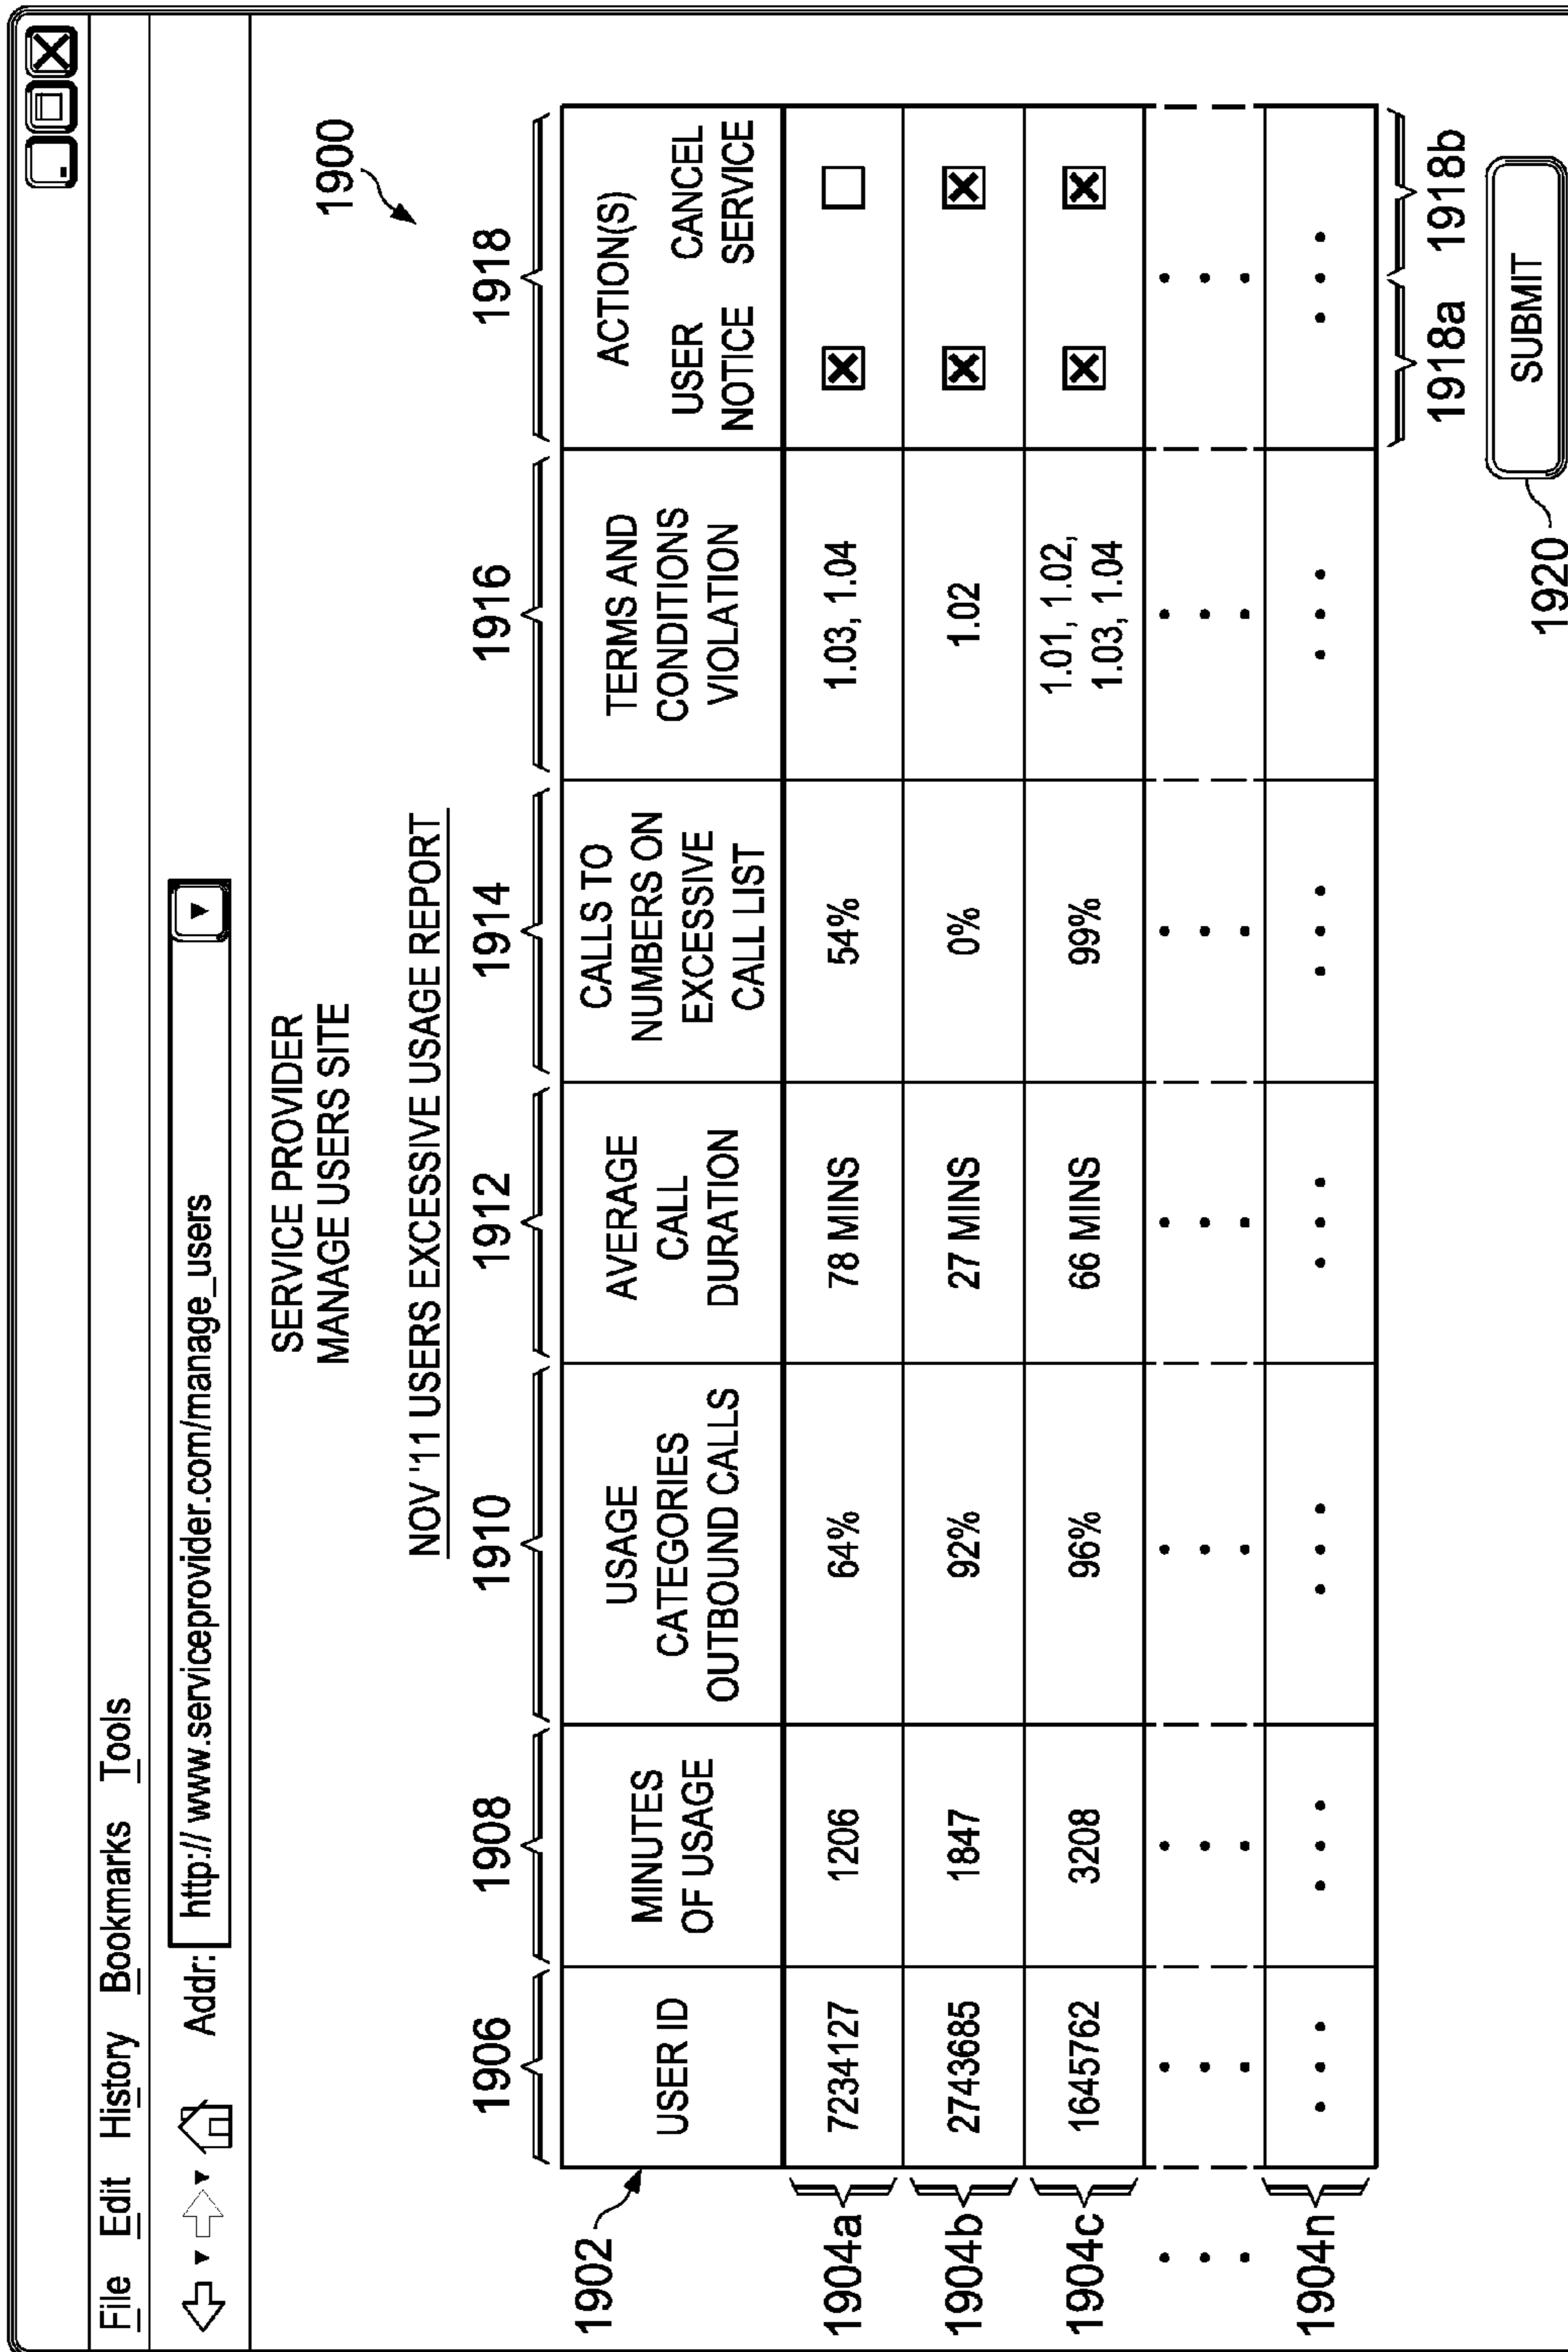 File Edit History Bookmarks Tools
Addr: http:// www.serviceprovider.com/manage_users
SERVICE PROVIDER
MANAGE USERS SITE
1900
NOV '11 USERS EXCESSIVE USAGE REPORT
1906 1908 1910 1912 1914 1916 1918
1902
USER ID
MINUTES
OF USAGE
USAGE
CATEGORIES
OUTBOUND CALLS
AVERAGE
CALL
DURATION
CALLS TO
NUMBERS ON
EXCESSIVE
CALL LIST
TERMS AND
CONDITIONS
VIOLATION
ACTION(S)
USER
NOTICE
CANCEL
SERVICE
1904a 7234127 1206 64% 78 MINS 54% 1.03, 1.04
1904b 2743685 1847 92% 27 MINS 0% 1.02
1904c 1645762 3208 96% 66 MINS 99% 1.01, 1.02,
1.03, 1.04
1904n
1918a 1918b
1920 SUBMIT